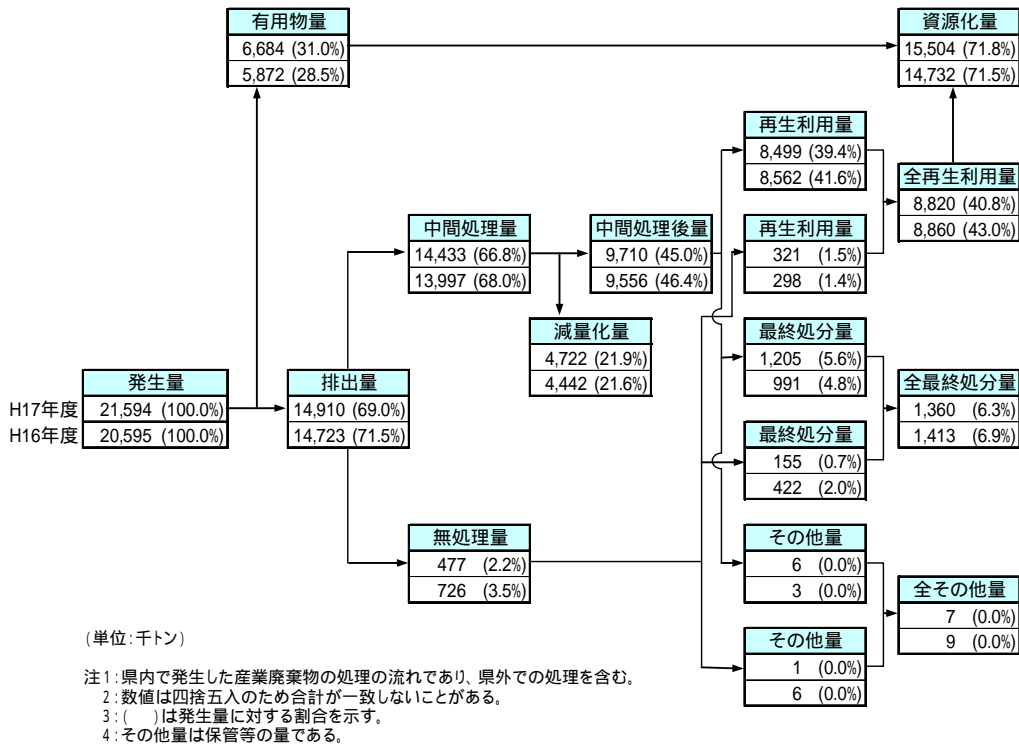 有用物量
6,684 (31.0%)
5,872 (28.5%)
資源化量
15,504 (71.8%)
14,732 (71.5%)
再生利用量
8,499 (39.4%)
8,562 (41.6%)
全再生利用量
8,820 (40.8%)
8,860 (43.0%)
中間処理量
14,433 (66.8%)
13,997 (68.0%)
中間処理後量
9,710 (45.0%)
9,556 (46.4%)
再生利用量
321 (1.5%)
298 (1.4%)
減量化量
4,722 (21.9%)
4,442 (21.6%)
最終処分量
1,205 (5.6%)
991 (4.8%)
発生量
H17年度 21,594 (100.0%)
H16年度 20,595 (100.0%)
排出量
14,910 (69.0%)
14,723 (71.5%)
全最終処分量
1,360 (6.3%)
1,413 (6.9%)
最終処分量
155 (0.7%)
422 (2.0%)
無処理量
477 (2.2%)
726 (3.5%)
その他量
6 (0.0%)
3 (0.0%)
全その他量
7 (0.0%)
9 (0.0%)
その他量
1 (0.0%)
6 (0.0%)
(単位:千トン)
注1:県内で発生した産業廃棄物の処理の流れであり、県外での処理を含む。
2:数値は四捨五入のため合計が一致しないことがある。
3:( )は発生量に対する割合を示す。
4:その他量は保管等の量である。